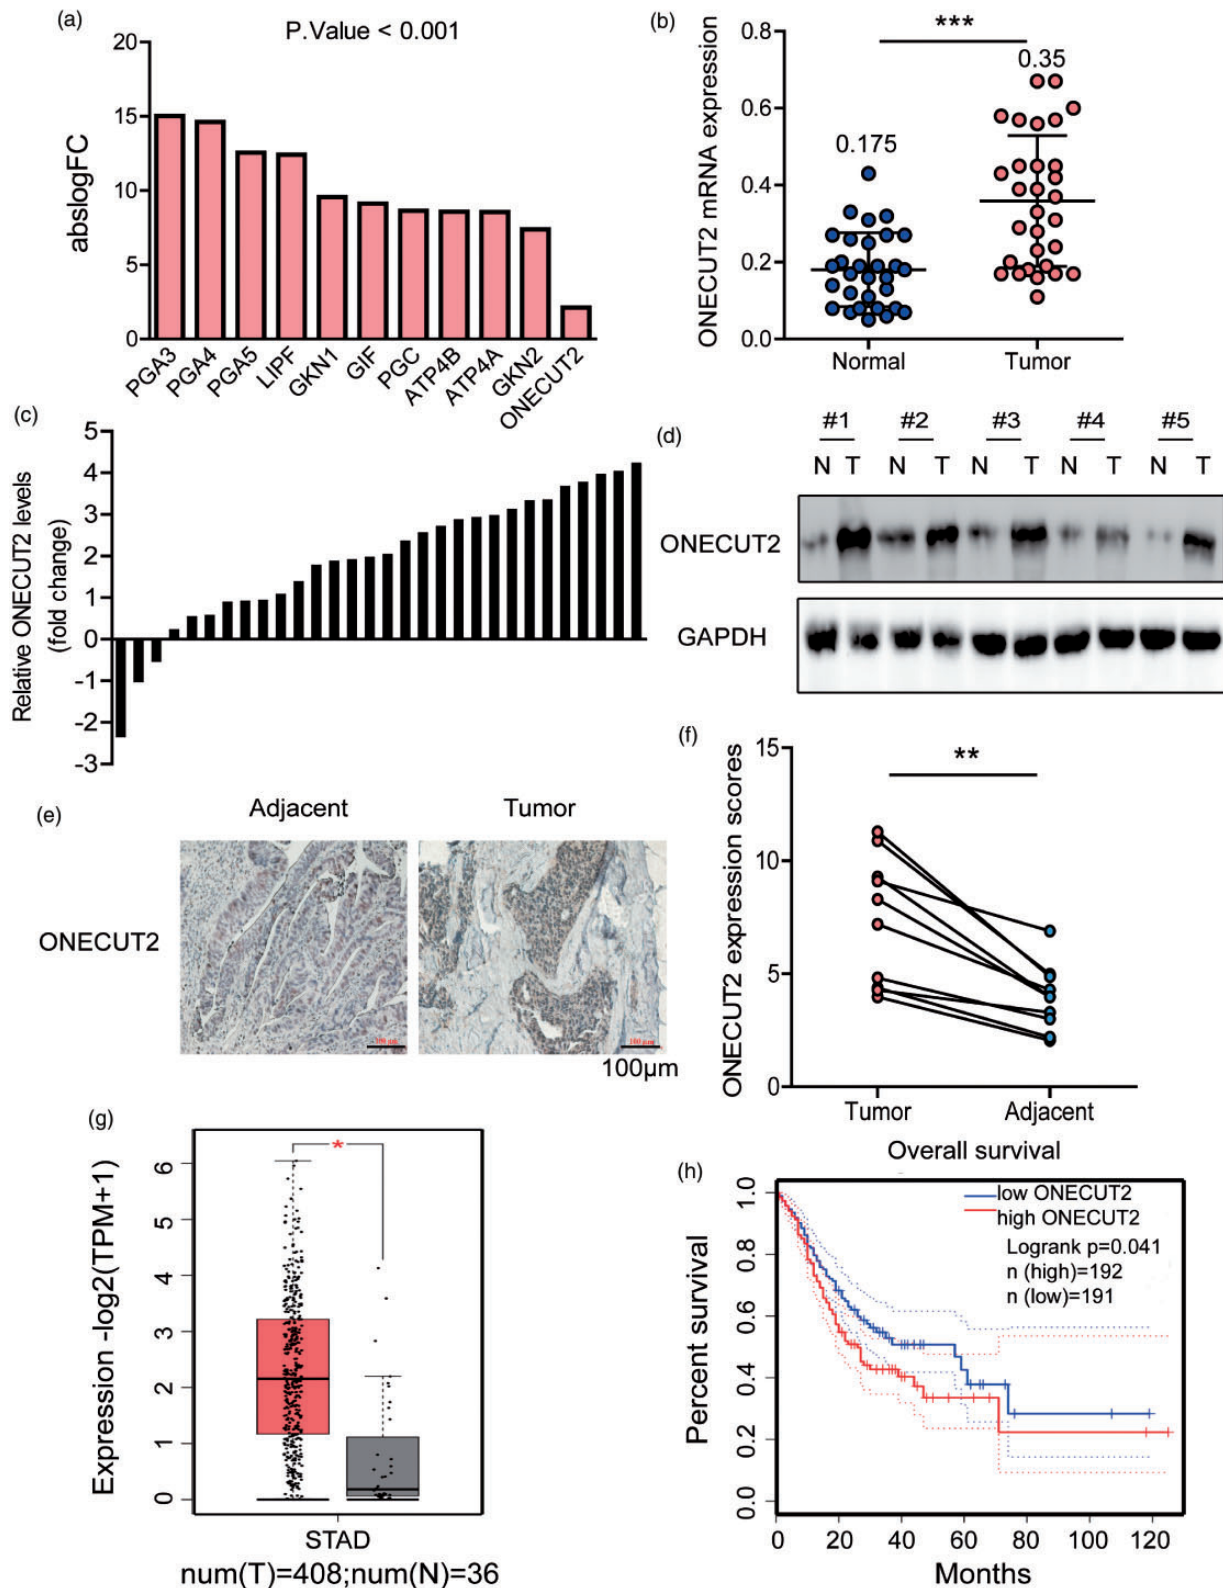 (a)
P.Value < 0.001
abslogFC
20
15
10
5
0
PGA3
PGA4
PGA5
LIPF
GKN1
GIF
PGC
ATP4B
ATP4A
GKN2
ONECUT2
(b)
ONECUT2 mRNA expression
0.8
0.6
0.4
0.2
0.0
***
0.175
0.35
Normal
Tumor
(c)
Relative ONECUT2 levels
(fold change)
5
4
3
2
1
0
-1
-2
-3
(d)
#1 #2 #3 #4 #5
N T N T N T N T N T
ONECUT2
GAPDH
(e)
Adjacent
Tumor
ONECUT2
100 μm
100 μm
100μm
(f)
ONECUT2 expression scores
15
10
5
0
**
Tumor
Adjacent
(g)
Expression -log2(TPM+1)
6
5
4
3
2
1
0
*
STAD
num(T)=408;num(N)=36
(h)
Overall survival
Percent survival
1.0
0.8
0.6
0.4
0.2
0.0
low ONECUT2
high ONECUT2
Logrank p=0.041
n (high)=192
n (low)=191
0 20 40 60 80 100 120
Months